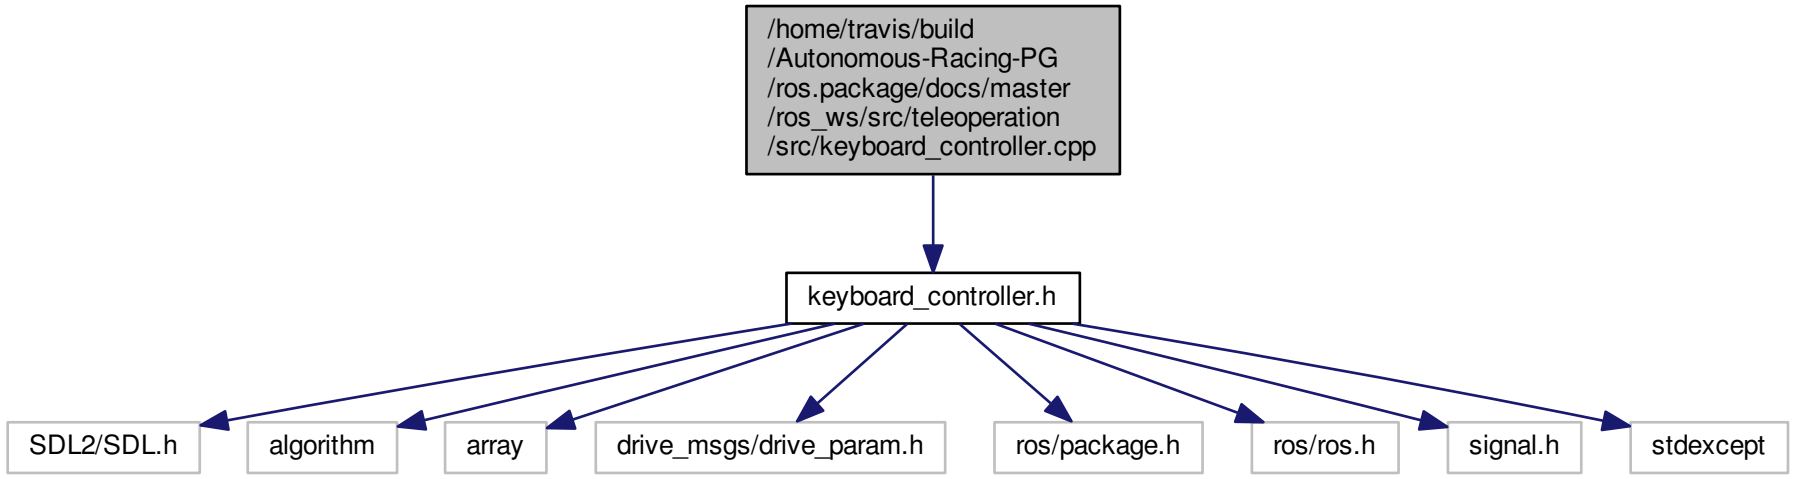 /home/travis/build
/Autonomous-Racing-PG
/ros.package/docs/master
/ros_ws/src/teleoperation
/src/keyboard_controller.cpp
keyboard_controller.h
SDL2/SDL.h
algorithm
array
drive_msgs/drive_param.h
ros/package.h
ros/ros.h
signal.h
stdexcept